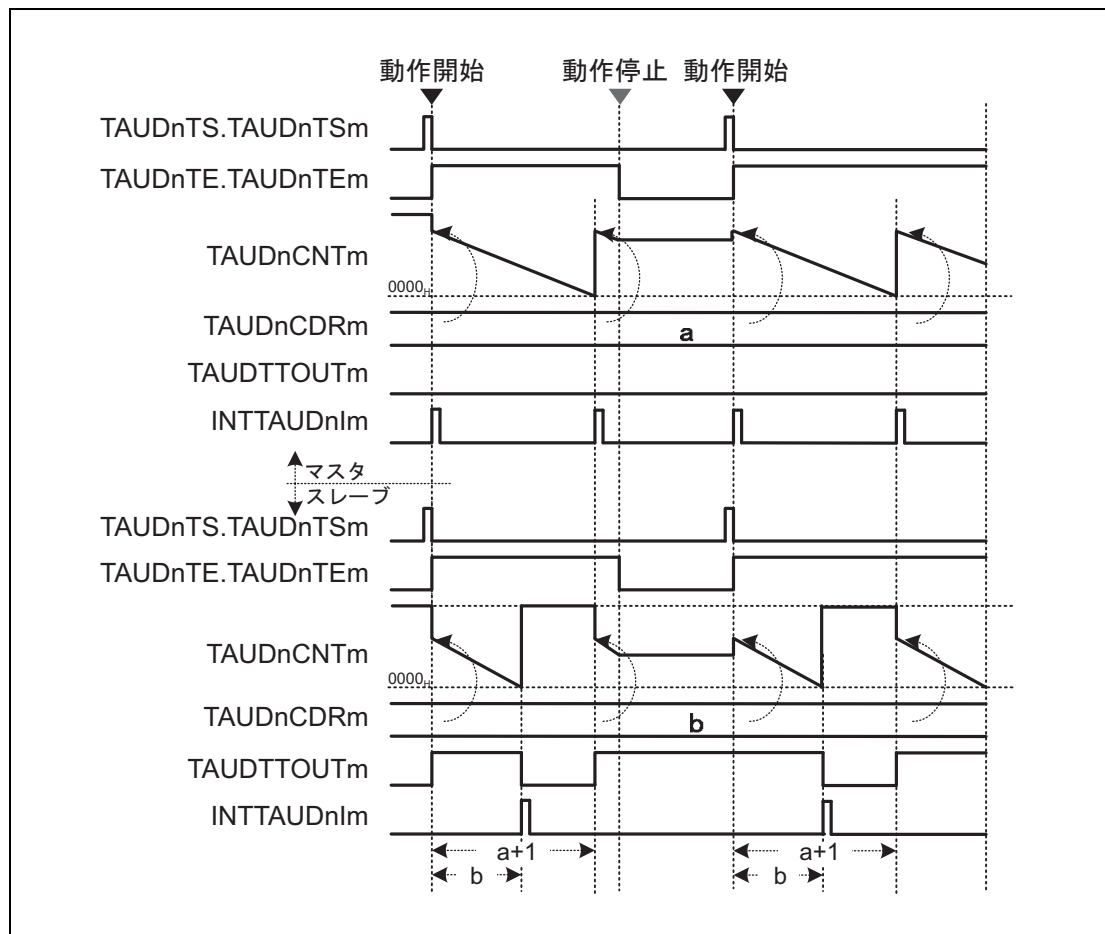 動作開始 動作停止 動作開始
TAUDnTS.TAUDnTSm
TAUDnTE.TAUDnTEm
TAUDnCNTm
0000H
TAUDnCDRm
a
TAUDTTOUTm
INTTAUDnIm
マスタ
スレーブ
TAUDnTS.TAUDnTSm
TAUDnTE.TAUDnTEm
TAUDnCNTm
0000H
TAUDnCDRm
b
TAUDTTOUTm
INTTAUDnIm
a+1 a+1
b b